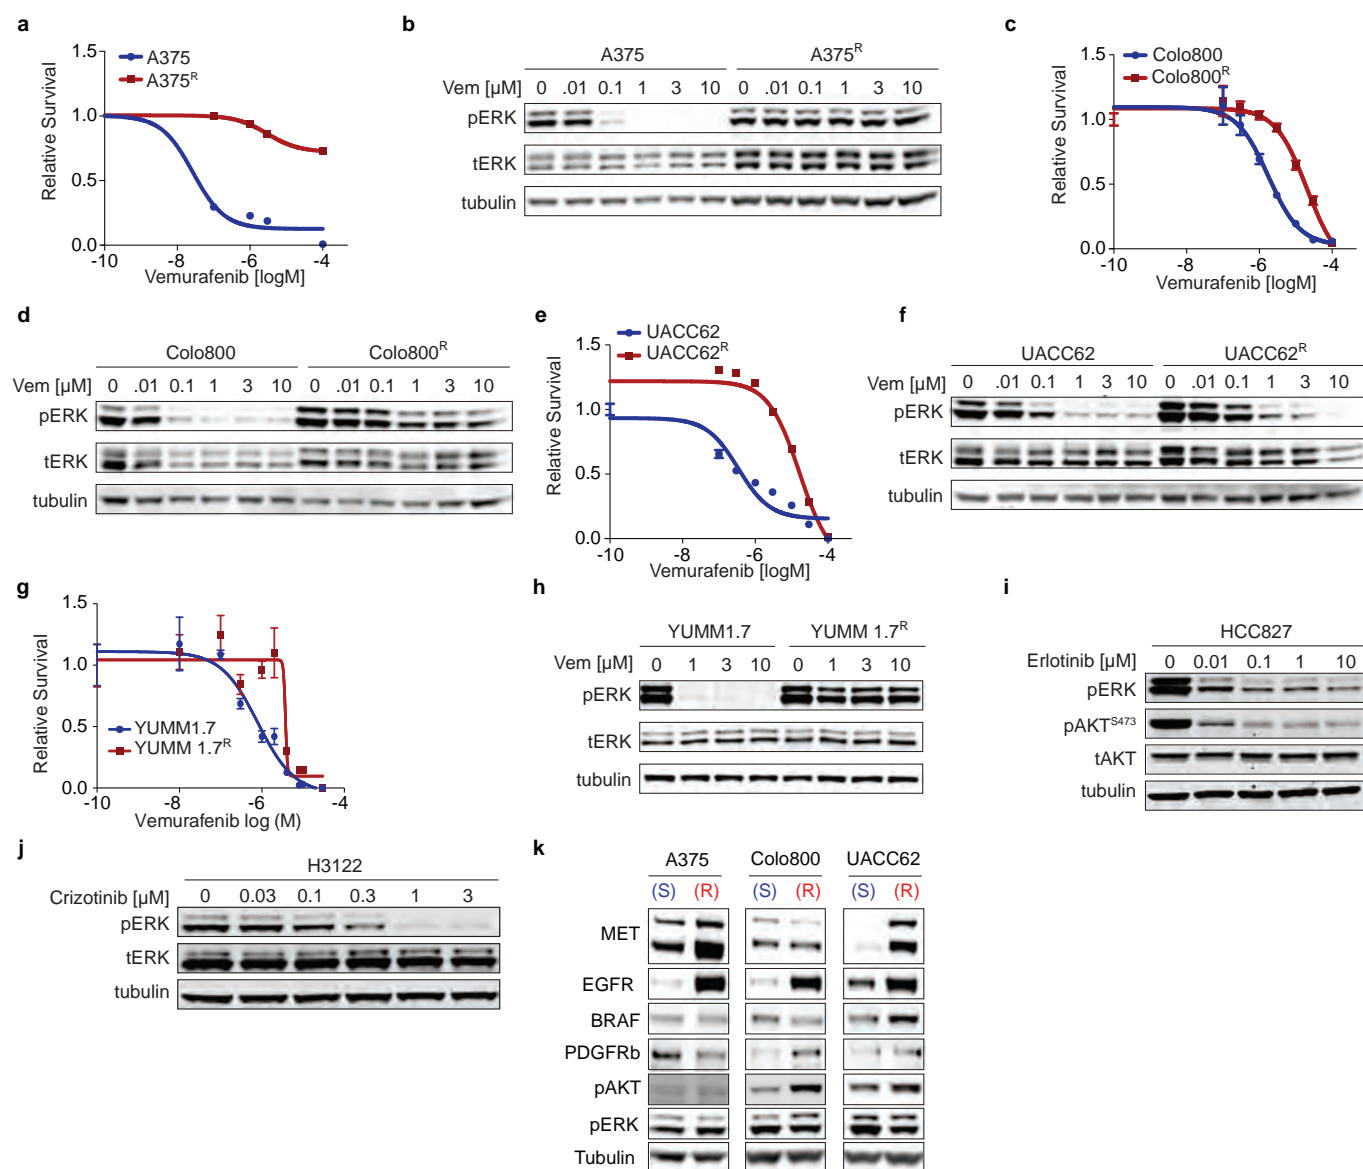 a
1.5
1.0
0.5
0.0
Relative Survival
A375
A375R
-10 -8 -6 -4
Vemurafenib [logM]
b
A375 A375R
Vem [µM] 0 .01 0.1 1 3 10 0 .01 0.1 1 3 10
pERK
tERK
tubulin
c
1.5
1.0
0.5
0.0
Relative Survival
Colo800
Colo800R
-10 -8 -6 -4
Vemurafenib [logM]
d
Colo800 Colo800R
Vem [µM] 0 .01 0.1 1 3 10 0 .01 0.1 1 3 10
pERK
tERK
tubulin
e
1.5
1.0
0.5
0.0
Relative Survival
UACC62
UACC62R
-10 -8 -6 -4
Vemurafenib [logM]
f
UACC62 UACC62R
Vem [µM] 0 .01 0.1 1 3 10 0 .01 0.1 1 3 10
pERK
tERK
tubulin
g
1.5
1.0
0.5
0.0
Relative Survival
YUMM1.7
YUMM 1.7R
-10 -8 -6 -4
Vemurafenib log (M)
h
YUMM1.7 YUMM 1.7R
Vem [µM] 0 1 3 10 0 1 3 10
pERK
tERK
tubulin
i
HCC827
Erlotinib [µM] 0 0.01 0.1 1 10
pERK
pAKTS473
tAKT
tubulin
j
H3122
Crizotinib [µM] 0 0.03 0.1 0.3 1 3
pERK
tERK
tubulin
k
A375 Colo800 UACC62
(S) (R) (S) (R) (S) (R)
MET
EGFR
BRAF
PDGFRb
pAKT
pERK
Tubulin